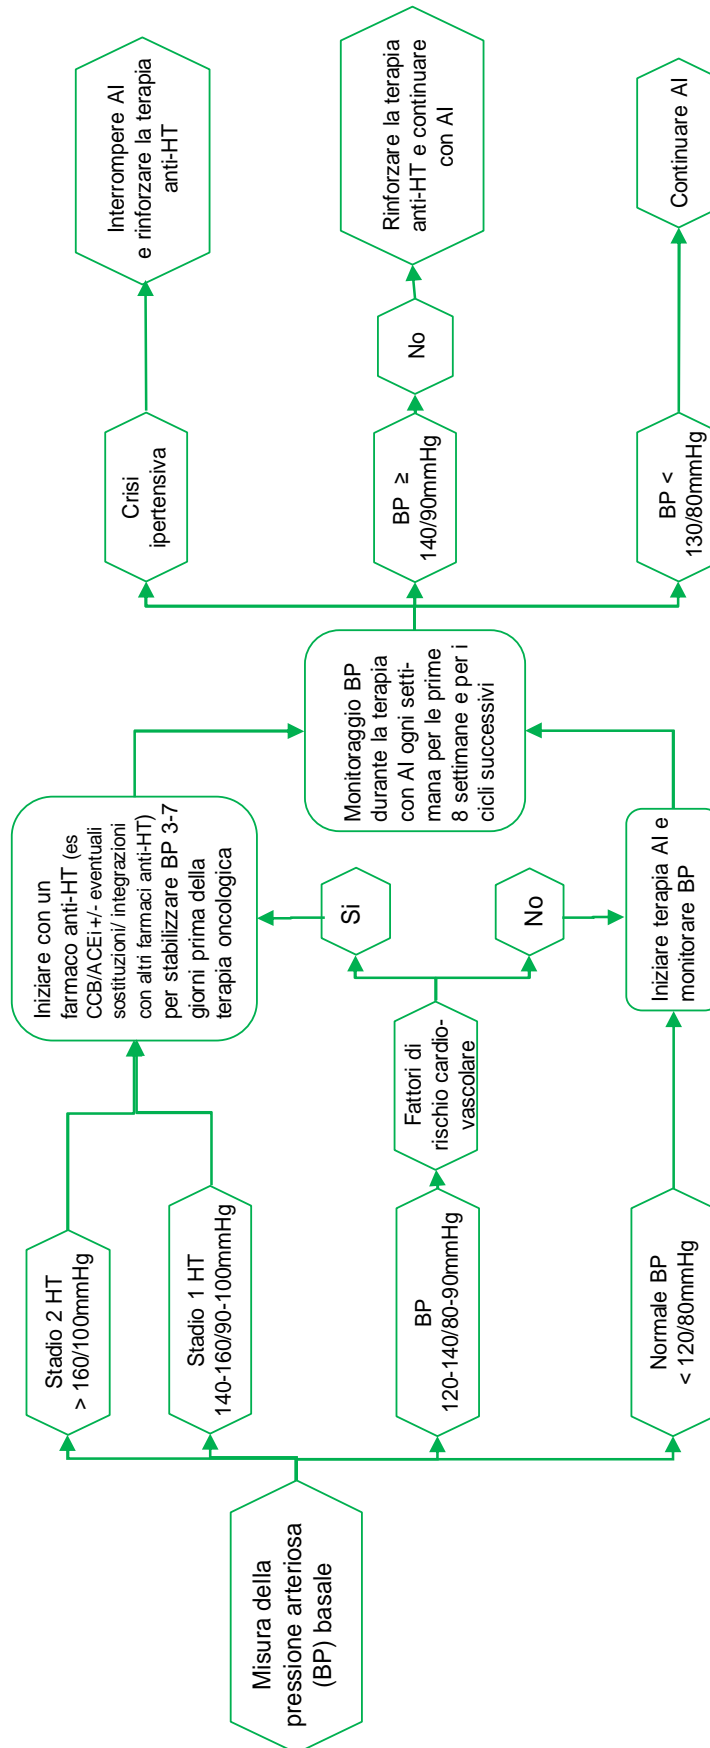 Misura della
pressione arteriosa
(BP) basale
Stadio 2 HT
> 160/100mmHg
Stadio 1 HT
140-160/90-100mmHg
BP
120-140/80-90mmHg
Normale BP
< 120/80mmHg
Fattori di
rischio cardio-
vascolare
Si
No
Iniziare con un
farmaco anti-HT (es
CCB/ACEi +/- eventuali
sostituzioni/ integrazioni
con altri farmaci anti-HT)
per stabilizzare BP 3-7
giorni prima della
terapia oncologica
Iniziare terapia AI e
monitorare BP
Monitoraggio BP
durante la terapia
con AI ogni setti-
mana per le prime
8 settimane e per i
cicli successivi
Crisi
ipertensiva
BP ≥
140/90mmHg
BP <
130/80mmHg
No
Interrompere AI
e rinforzare la terapia
anti-HT
Rinforzare la terapia
anti-HT e continuare
con AI
Continuare AI